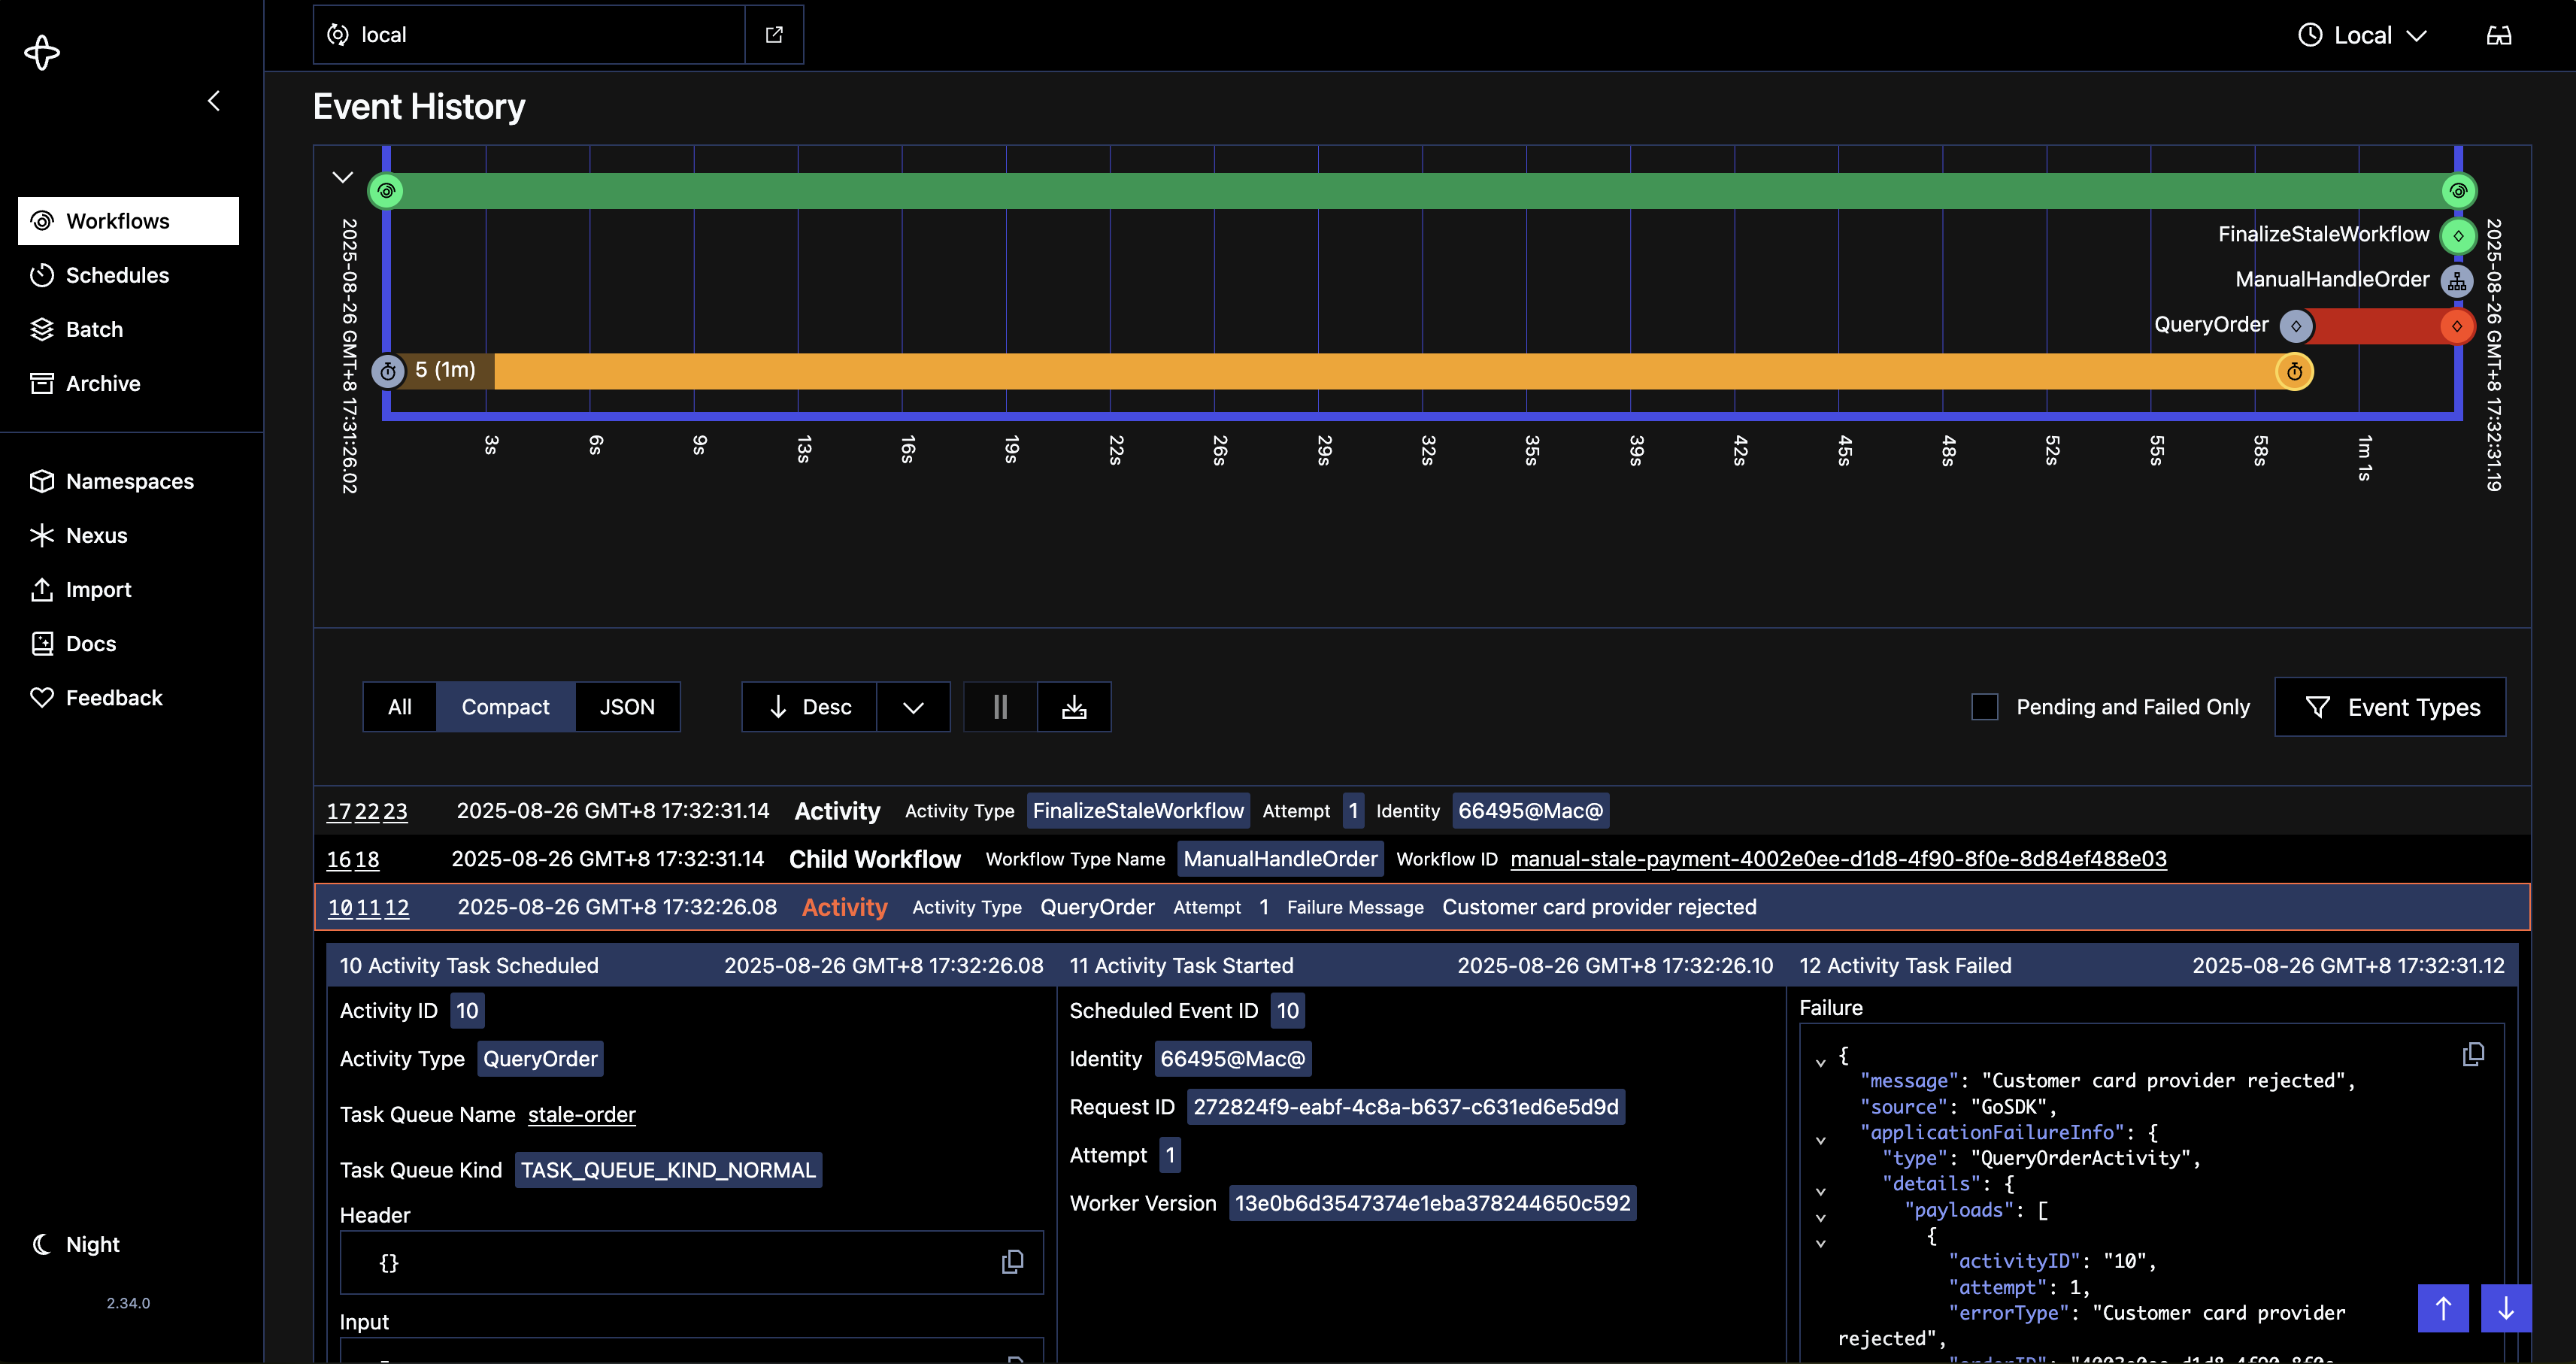 local
Local
Event History
Workflows
Schedules
Batch
Archive
Namespaces
Nexus
Import
Docs
Feedback
Night
2.34.0
2025-08-26 GMT+8 17:31:26.02
FinalizeStaleWorkflow
ManualHandleOrder
QueryOrder
5 (1m)
2025-08-26 GMT+8 17:32:31.19
3s 6s 9s 13s 16s 19s 22s 26s 29s 32s 35s 39s 42s 45s 48s 52s 55s 58s 1m 1s
All Compact JSON Desc Pending and Failed Only Event Types
17 22 23 2025-08-26 GMT+8 17:32:31.14 Activity Activity Type FinalizeStaleWorkflow Attempt 1 Identity 66495@Mac@
16 18 2025-08-26 GMT+8 17:32:31.14 Child Workflow Workflow Type Name ManualHandleOrder Workflow ID manual-stale-payment-4002e0ee-d1d8-4f90-8f0e-8d84ef488e03
10 11 12 2025-08-26 GMT+8 17:32:26.08 Activity Activity Type QueryOrder Attempt 1 Failure Message Customer card provider rejected
10 Activity Task Scheduled 2025-08-26 GMT+8 17:32:26.08
Activity ID 10
Activity Type QueryOrder
Task Queue Name stale-order
Task Queue Kind TASK_QUEUE_KIND_NORMAL
Header
{}
Input
11 Activity Task Started 2025-08-26 GMT+8 17:32:26.10
Scheduled Event ID 10
Identity 66495@Mac@
Request ID 272824f9-eabf-4c8a-b637-c631ed6e5d9d
Attempt 1
Worker Version 13e0b6d3547374e1eba378244650c592
12 Activity Task Failed 2025-08-26 GMT+8 17:32:31.12
Failure
{
"message": "Customer card provider rejected",
"source": "GoSDK",
"applicationFailureInfo": {
"type": "QueryOrderActivity",
"details": {
"payloads": [
{
"activityID": "10",
"attempt": 1,
"errorType": "Customer card provider
rejected",